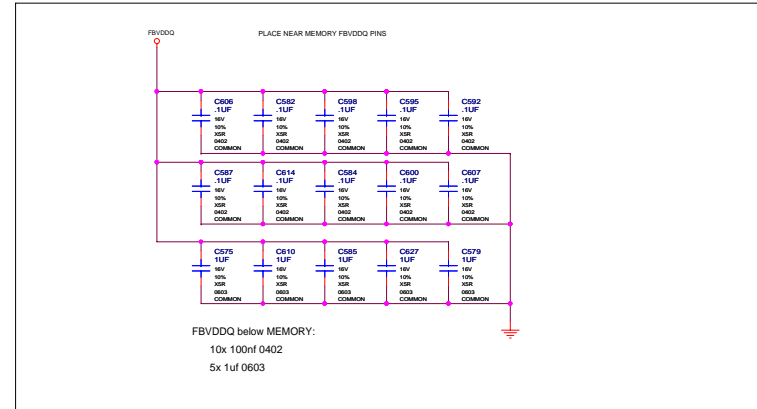 FBVDDQ
PLACE NEAR MEMORY FBVDDQ PINS
C606
.1UF
16V
10%
X5R
0402
COMMON
C582
.1UF
16V
10%
X5R
0402
COMMON
C598
.1UF
16V
10%
X5R
0402
COMMON
C595
.1UF
16V
10%
X5R
0402
COMMON
C592
.1UF
16V
10%
X5R
0402
COMMON
C587
.1UF
16V
10%
X5R
0402
COMMON
C614
.1UF
16V
10%
X5R
0402
COMMON
C584
.1UF
16V
10%
X5R
0402
COMMON
C600
.1UF
16V
10%
X5R
0402
COMMON
C607
.1UF
16V
10%
X5R
0402
COMMON
C575
1UF
16V
10%
X5R
0603
COMMON
C610
1UF
16V
10%
X5R
0603
COMMON
C585
1UF
16V
10%
X5R
0603
COMMON
C627
1UF
16V
10%
X5R
0603
COMMON
C579
1UF
16V
10%
X5R
0603
COMMON
FBVDDQ below MEMORY:
10x 100nf 0402
5x 1uf 0603